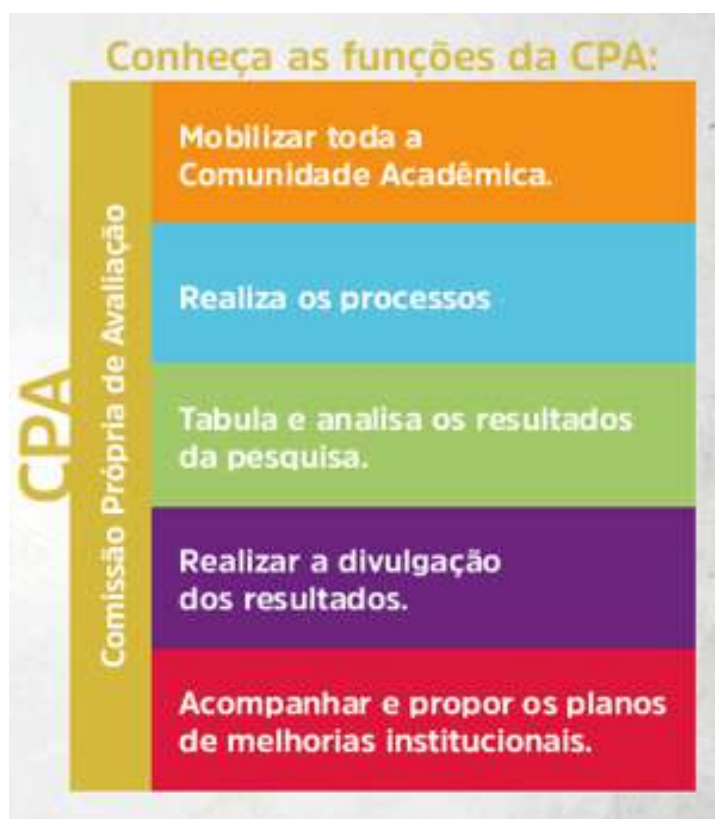 Conheça as funções da CPA:
CPA
Comissão Própria de Avaliação
Mobilizar toda a
Comunidade Acadêmica.
Realiza os processos
Tabula e analisa os resultados
da pesquisa.
Realizar a divulgação
dos resultados.
Acompanhar e propor os planos
de melhorias institucionais.